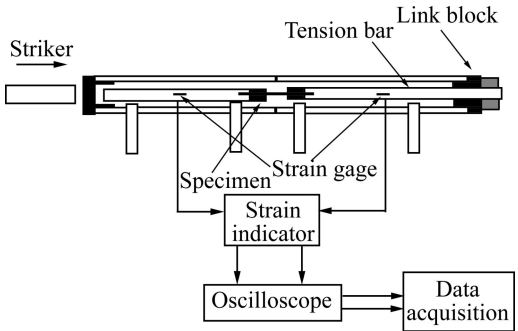 Link block
Tension bar
Striker
Strain gage
Specimen
Strain
indicator
Oscilloscope
Data
acquisition